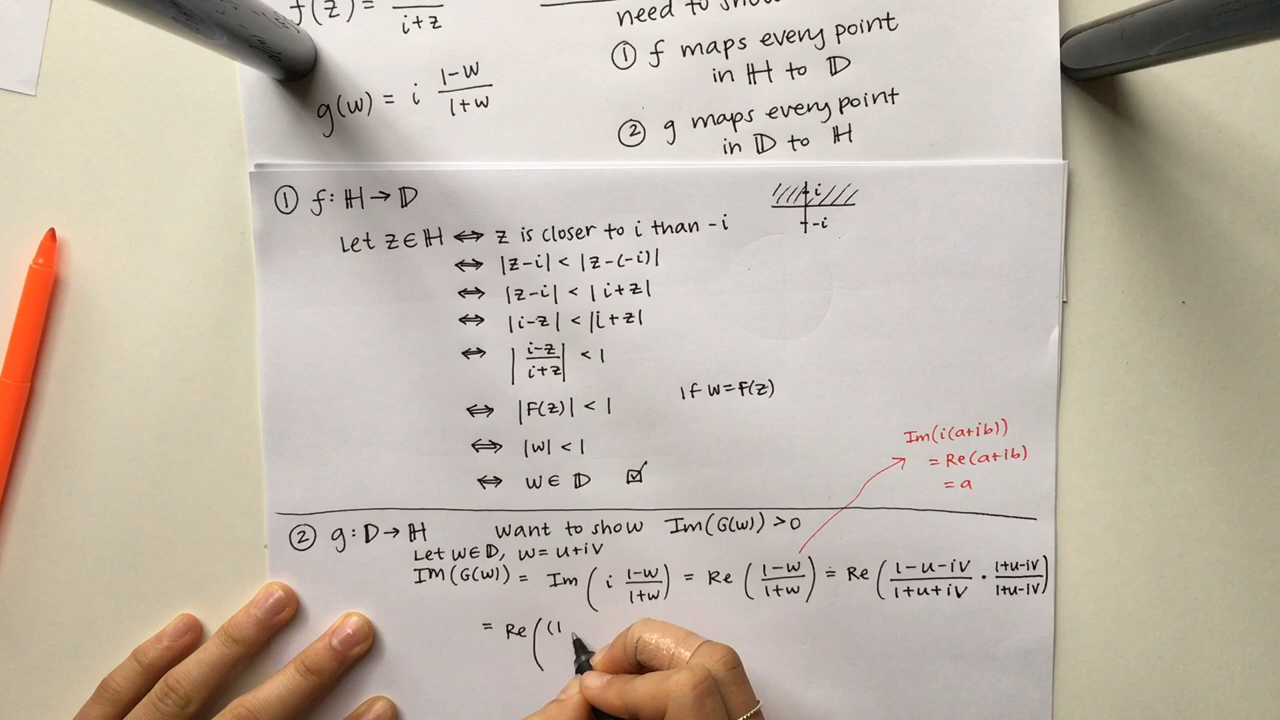 f(z) = / i+z
need to show
① f maps every point
in ℍ to 𝔻
g(w) = i (1-w)/(1+w)
② g maps every point
in 𝔻 to ℍ
① f: ℍ → 𝔻
i
-i
Let z ∈ ℍ ⇔ z is closer to i than -i
⇔ |z-i| < |z-(-i)|
⇔ |z-i| < |i+z|
⇔ |i-z| < |i+z|
⇔ |(i-z)/(i+z)| < 1
⇔ |F(z)| < 1 if w=F(z)
⇔ |w| < 1
⇔ w ∈ 𝔻 ☑
Im(i(a+ib))
= Re(a+ib)
= a
② g: 𝔻 → ℍ want to show Im(G(w)) > 0
Let w ∈ 𝔻, w = u+iv
Im(G(w)) = Im( i (1-w)/(1+w) ) = Re( (1-w)/(1+w) ) = Re( (1-u-iv)/(1+u+iv) · (1+u-iv)/(1+u-iv) )
= Re( (1